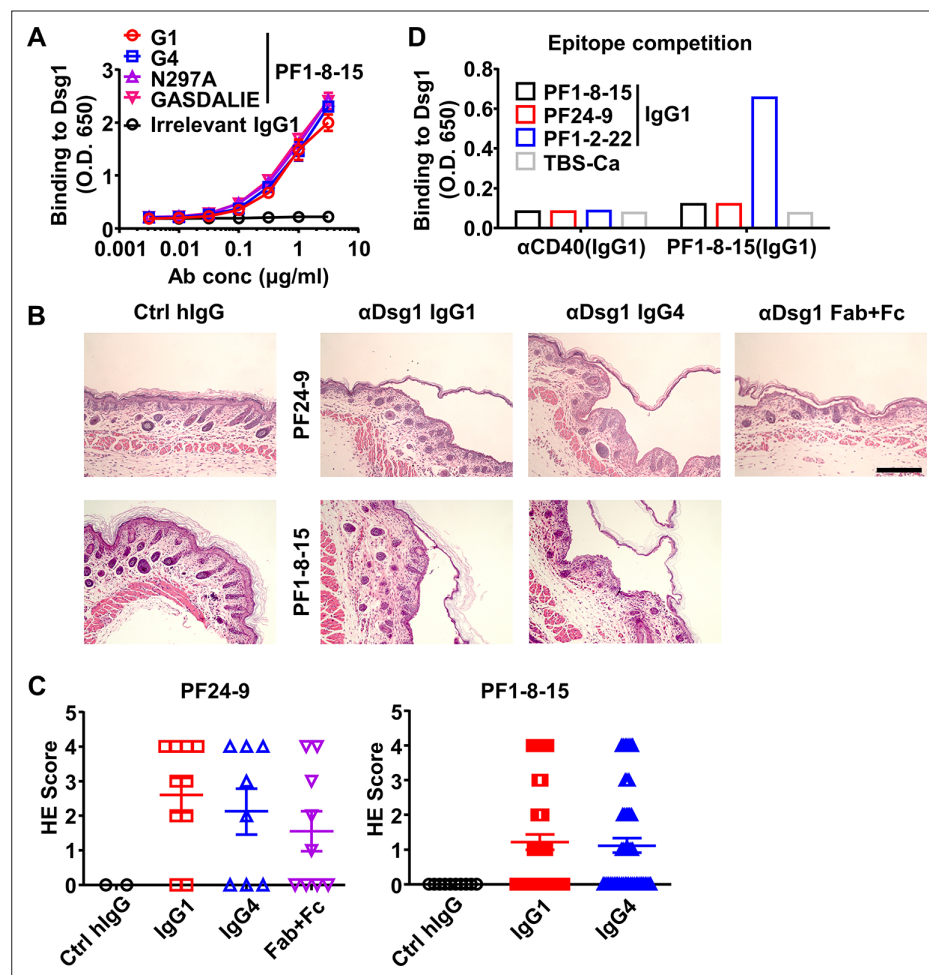 A
G1
G4
N297A
GASDALIE
Irrelevant IgG1
PF1-8-15
Binding to Dsg1
(O.D. 650)
3
2
1
0
0.001
0.01
0.1
1
10
Ab conc (µg/ml)
D
Epitope competition
PF1-8-15
PF24-9
PF1-2-22
TBS-Ca
IgG1
Binding to Dsg1
(O.D. 650)
0.8
0.6
0.4
0.2
0.0
αCD40(IgG1)
PF1-8-15(IgG1)
B
Ctrl hIgG
αDsg1 IgG1
αDsg1 IgG4
αDsg1 Fab+Fc
PF24-9
PF1-8-15
C
PF24-9
HE Score
5
4
3
2
1
0
Ctrl hIgG
IgG1
IgG4
Fab+Fc
PF1-8-15
HE Score
5
4
3
2
1
0
Ctrl hIgG
IgG1
IgG4